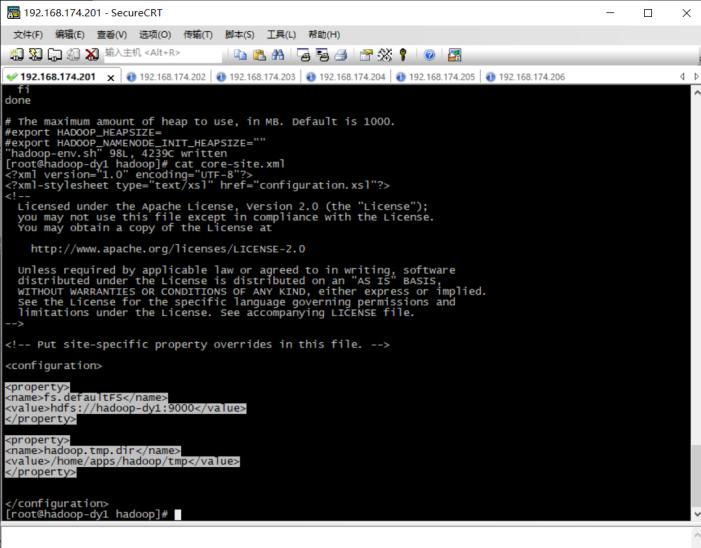 192.168.174.201 - SecureCRT
文件(F) 编辑(E) 查看(V) 选项(O) 传输(T) 脚本(S) 工具(L) 帮助(H)
输入主机 <Alt+R>
192.168.174.201 x 192.168.174.202 192.168.174.203 192.168.174.204 192.168.174.205 192.168.174.206
fi
done
# The maximum amount of heap to use, in MB. Default is 1000.
#export HADOOP_HEAPSIZE=
#export HADOOP_NAMENODE_INIT_HEAPSIZE=""
"hadoop-env.sh" 98L, 4239C written
[root@hadoop-dy1 hadoop]# cat core-site.xml
<?xml version="1.0" encoding="UTF-8"?>
<?xml-stylesheet type="text/xsl" href="configuration.xsl"?>
<!--
Licensed under the Apache License, Version 2.0 (the "License");
you may not use this file except in compliance with the License.
You may obtain a copy of the License at
http://www.apache.org/licenses/LICENSE-2.0
Unless required by applicable law or agreed to in writing, software
distributed under the License is distributed on an "AS IS" BASIS,
WITHOUT WARRANTIES OR CONDITIONS OF ANY KIND, either express or implied.
See the License for the specific language governing permissions and
limitations under the License. See accompanying LICENSE file.
-->
<!-- Put site-specific property overrides in this file. -->
<configuration>
<property>
<name>fs.defaultFS</name>
<value>hdfs://hadoop-dy1:9000</value>
</property>
<property>
<name>hadoop.tmp.dir</name>
<value>/home/apps/hadoop/tmp</value>
</property>
</configuration>
[root@hadoop-dy1 hadoop]#